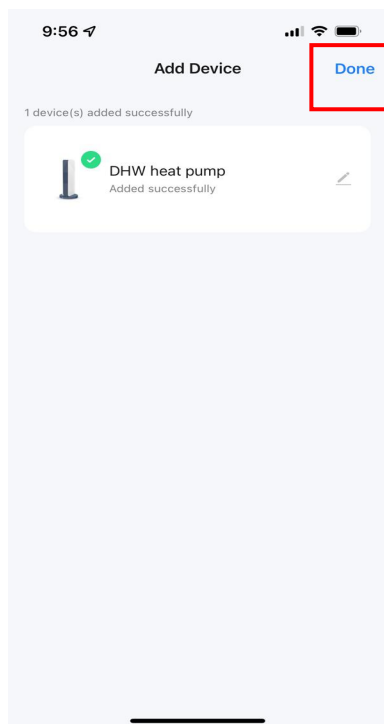 9:56
Add Device
Done
1 device(s) added successfully
DHW heat pump
Added successfully